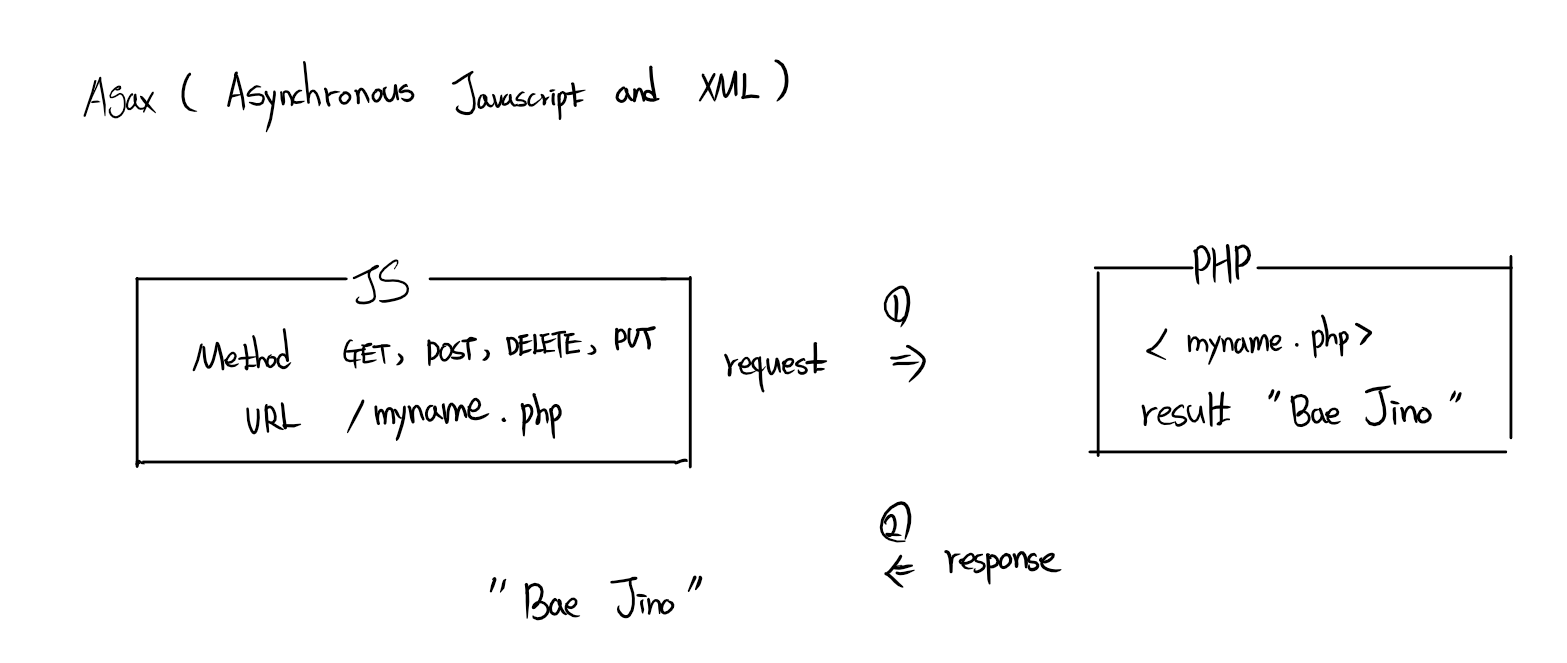 Ajax ( Asynchronous Javascript and XML )
JS
Method GET, POST, DELETE, PUT
URL /myname.php
request
①
⇒
PHP
< myname.php>
result "Bae Jino"
②
⇐ response
"Bae Jino"